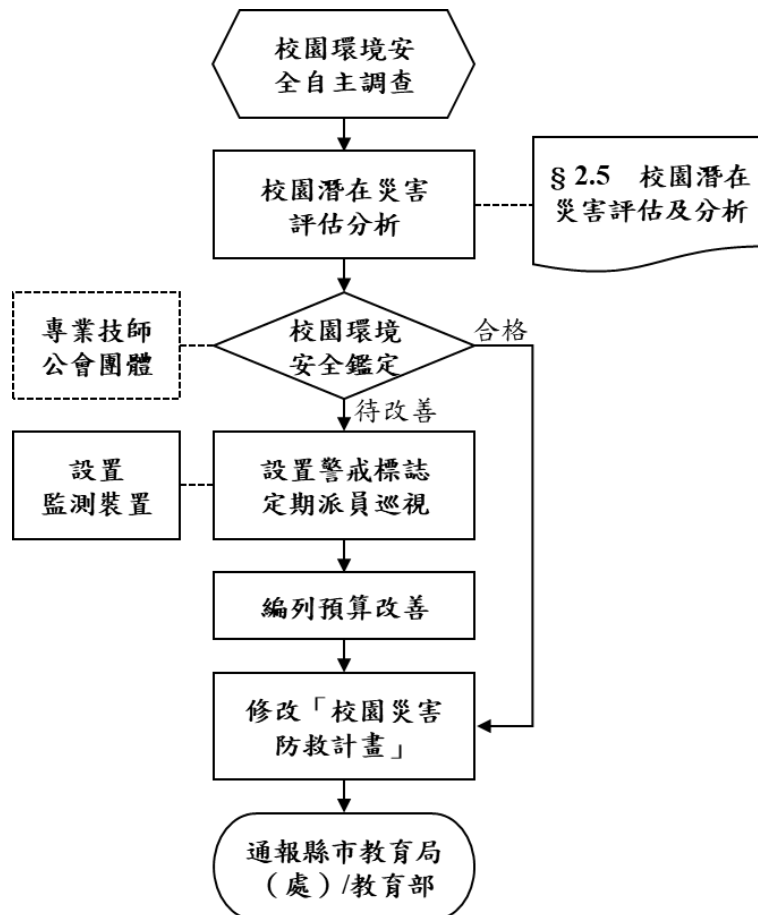 校園環境安
全自主調查
校園潛在災害
評估分析
§ 2.5 校園潛在
災害評估及分析
專業技師
公會團體
校園環境
安全鑑定
合格
待改善
設置
監測裝置
設置警戒標誌
定期派員巡視
編列預算改善
修改「校園災害
防救計畫」
通報縣市教育局
（處）/教育部